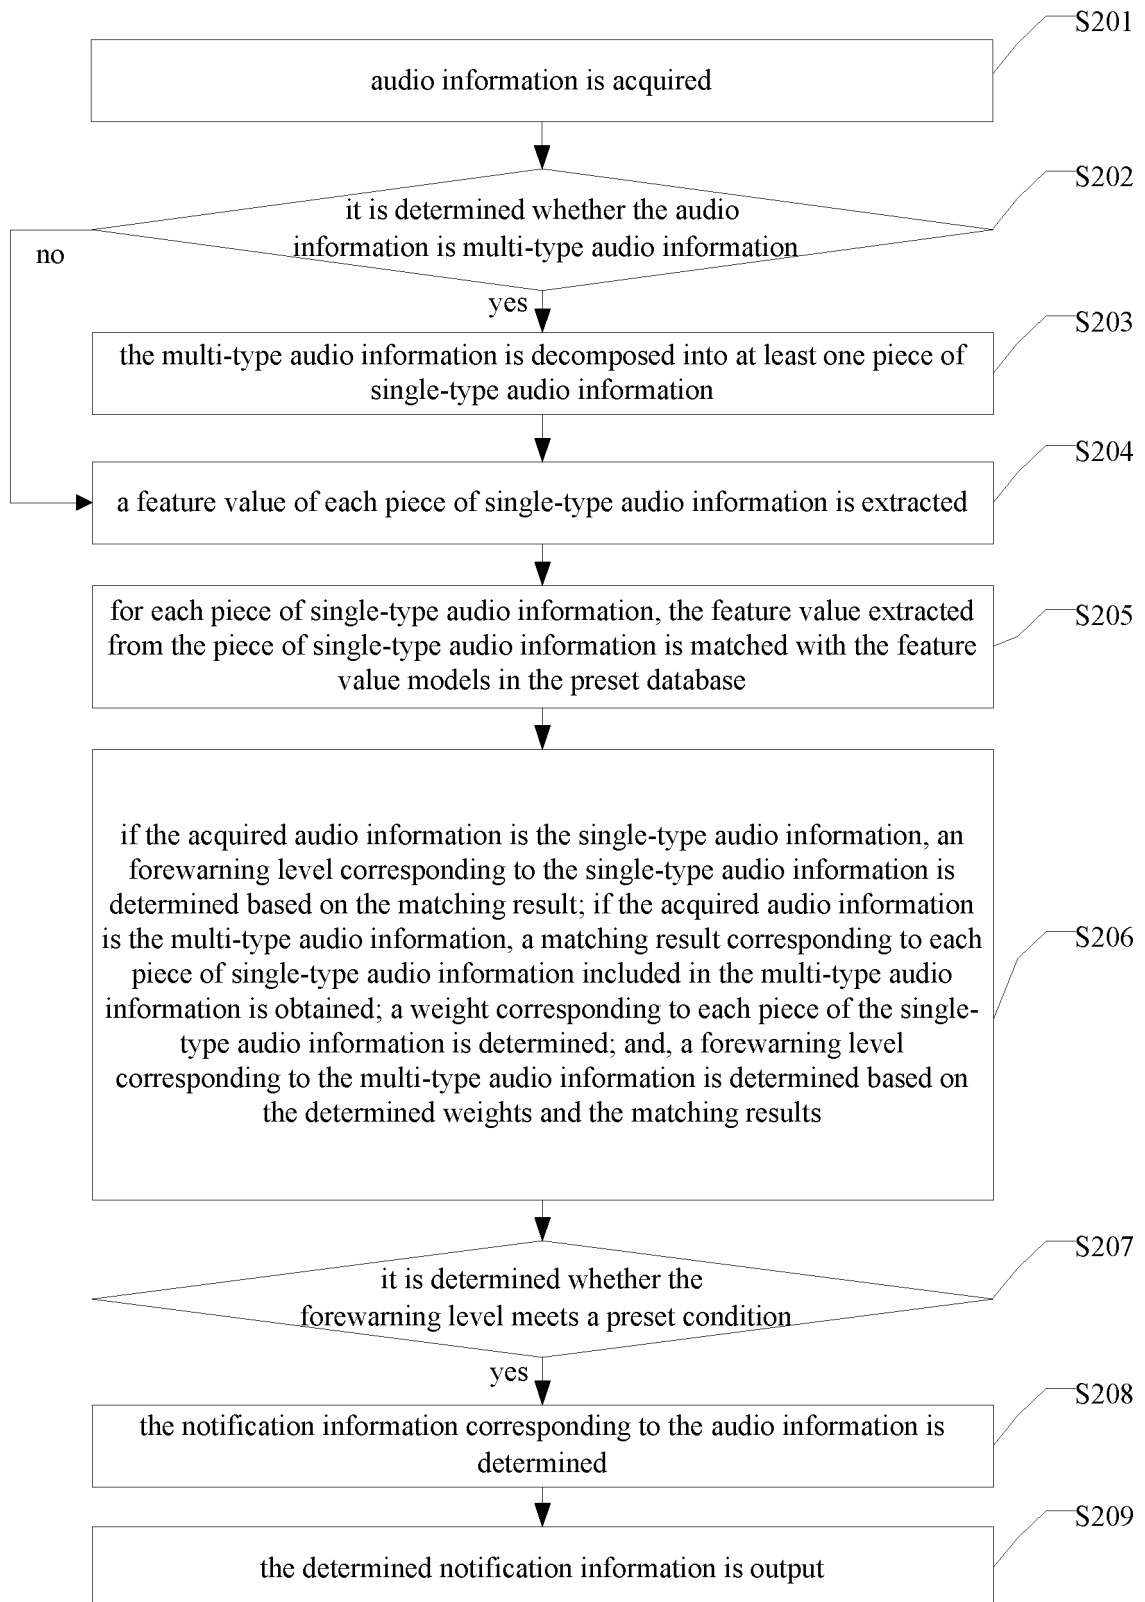 S201
audio information is acquired
S202
it is determined whether the audio
information is multi-type audio information
no
yes
S203
the multi-type audio information is decomposed into at least one piece of
single-type audio information
S204
a feature value of each piece of single-type audio information is extracted
S205
for each piece of single-type audio information, the feature value extracted
from the piece of single-type audio information is matched with the feature
value models in the preset database
if the acquired audio information is the single-type audio information, an
forewarning level corresponding to the single-type audio information is
determined based on the matching result; if the acquired audio information
is the multi-type audio information, a matching result corresponding to each
S206
piece of single-type audio information included in the multi-type audio
information is obtained; a weight corresponding to each piece of the single-
type audio information is determined; and, a forewarning level
corresponding to the multi-type audio information is determined based on
the determined weights and the matching results
S207
it is determined whether the
forewarning level meets a preset condition
yes
S208
the notification information corresponding to the audio information is
determined
S209
the determined notification information is output